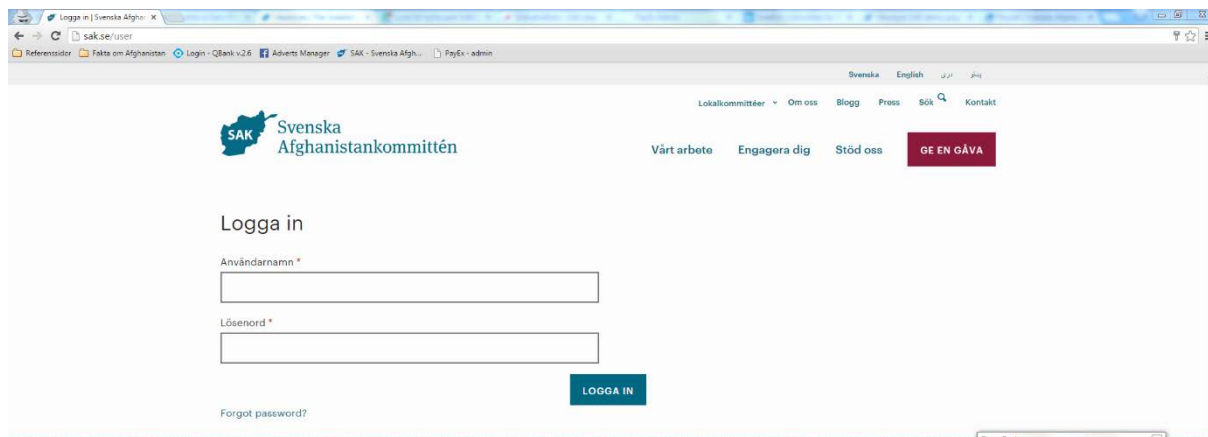 Logga in | Svenska Afghan
sak.se/user
Referenssidor Fakta om Afghanistan Login - QBank v.2.6 Adverts Manager SAK - Svenska Afgh... PayEx - admin
Svenska English دری پښتو
Lokalkommittéer Om oss Blogg Press Sök Kontakt
SAK Svenska
Afghanistankommittén
Vårt arbete Engagera dig Stöd oss GE EN GÅVA
Logga in
Användarnamn *
Lösenord *
LOGGA IN
Forgot password?